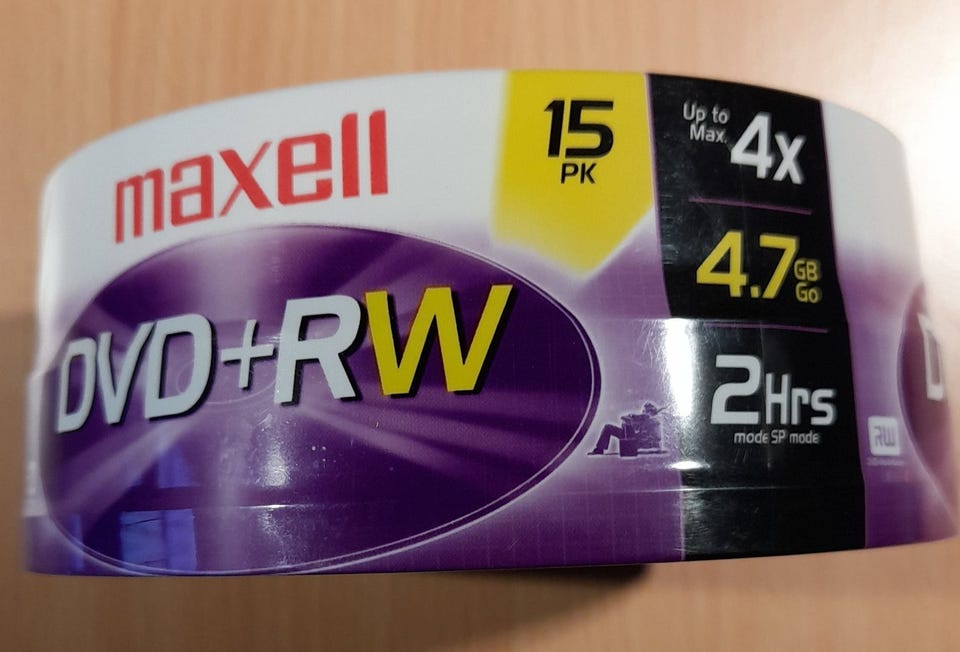 maxell
DVD+RW
15
PK
Up to
Max. 4x
4.7 GB
Go
2Hrs
mode SP mode
RW
D